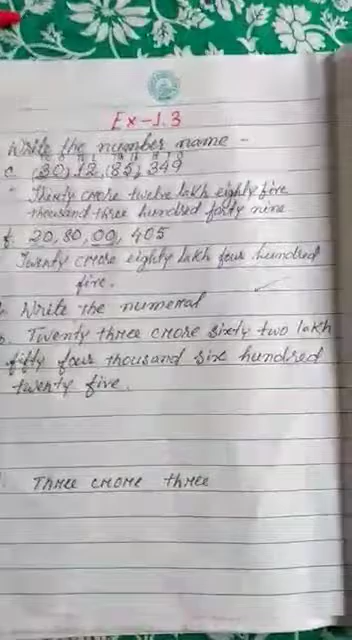 Ex-1.3
Write the number name -
c. 30,12,85,349
Thirty crore twelve lakh eighty five
thousand three hundred forty nine
f. 20,80,00,405
Twenty crore eighty lakh four hundred
five.
Write the numeral
b. Twenty three crore sixty two lakh
fifty four thousand six hundred
twenty five.
Three crore three